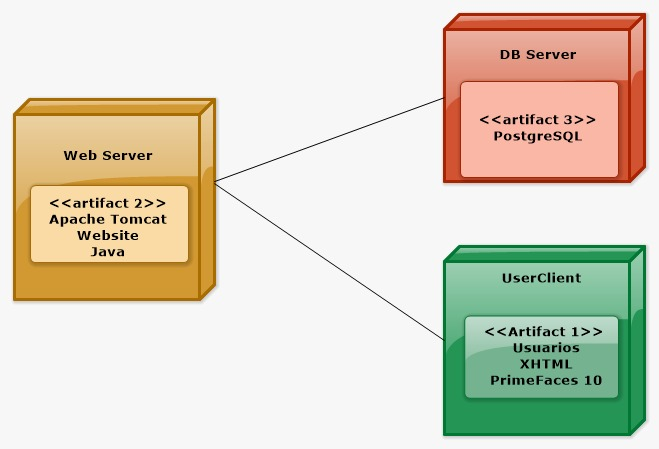 Web Server
<<artifact 2>>
Apache Tomcat
Website
Java
DB Server
<<artifact 3>>
PostgreSQL
UserClient
<<Artifact 1>>
Usuarios
XHTML
PrimeFaces 10